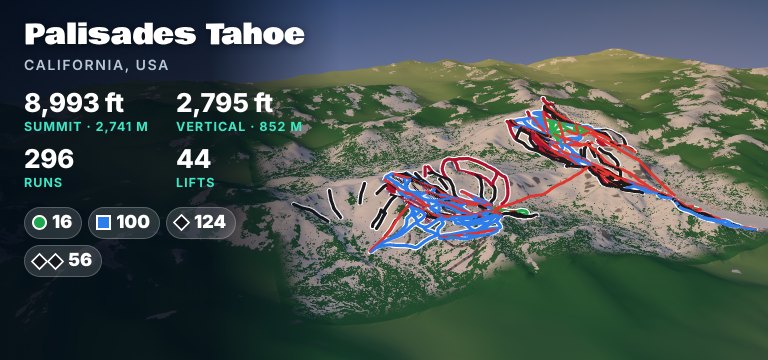 Palisades Tahoe
CALIFORNIA, USA
8,993 ft 2,795 ft
SUMMIT · 2,741 M VERTICAL · 852 M
296 44
RUNS LIFTS
16 100 124
56